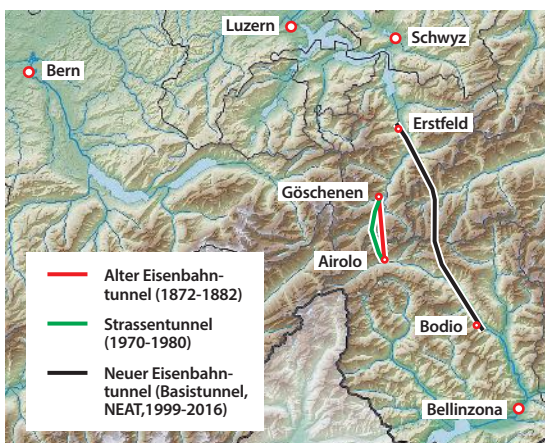 Luzern
Schwyz
Bern
Erstfeld
Göschenen
Airolo
Bodio
Bellinzona
Alter Eisenbahn-
tunnel (1872-1882)
Strassentunnel
(1970-1980)
Neuer Eisenbahn-
tunnel (Basistunnel,
NEAT,1999-2016)